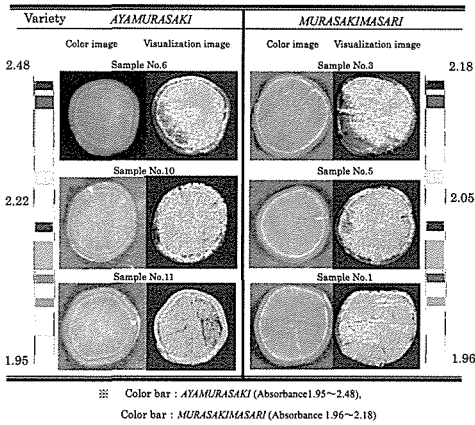 Variety AYAMURASAKI MURASAKIMASARI
Color image Visualization image Color image Visualization image
2.48 Sample No.6 Sample No.3 2.18
2.22 Sample No.10 Sample No.5 2.05
Sample No.11 Sample No.1
1.95 1.96
※ Color bar : AYAMURASAKI (Absorbance1.95~2.48),
Color bar : MURASAKIMASARI (Absorbance 1.96~2.18)